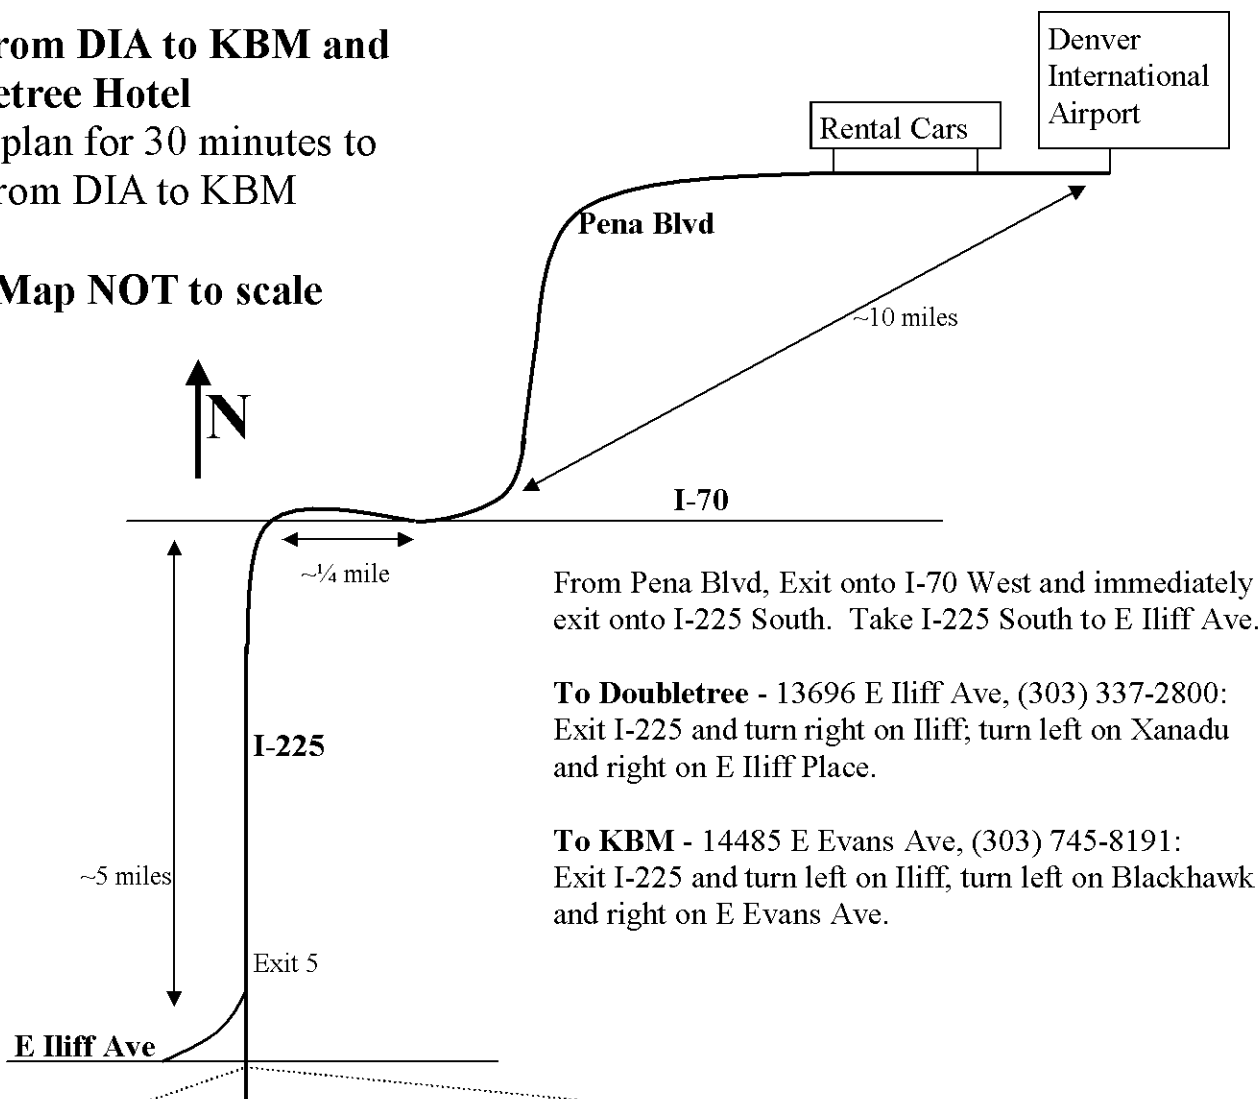 rom DIA to KBM and
etree Hotel
plan for 30 minutes to
rom DIA to KBM
Map NOT to scale
Denver
International
Airport
Rental Cars
Pena Blvd
~10 miles
N
I-70
~¼ mile
From Pena Blvd, Exit onto I-70 West and immediately
exit onto I-225 South.  Take I-225 South to E Iliff Ave.
To Doubletree - 13696 E Iliff Ave, (303) 337-2800:
Exit I-225 and turn right on Iliff; turn left on Xanadu
and right on E Iliff Place.
I-225
To KBM - 14485 E Evans Ave, (303) 745-8191:
Exit I-225 and turn left on Iliff, turn left on Blackhawk
and right on E Evans Ave.
~5 miles
Exit 5
E Iliff Ave